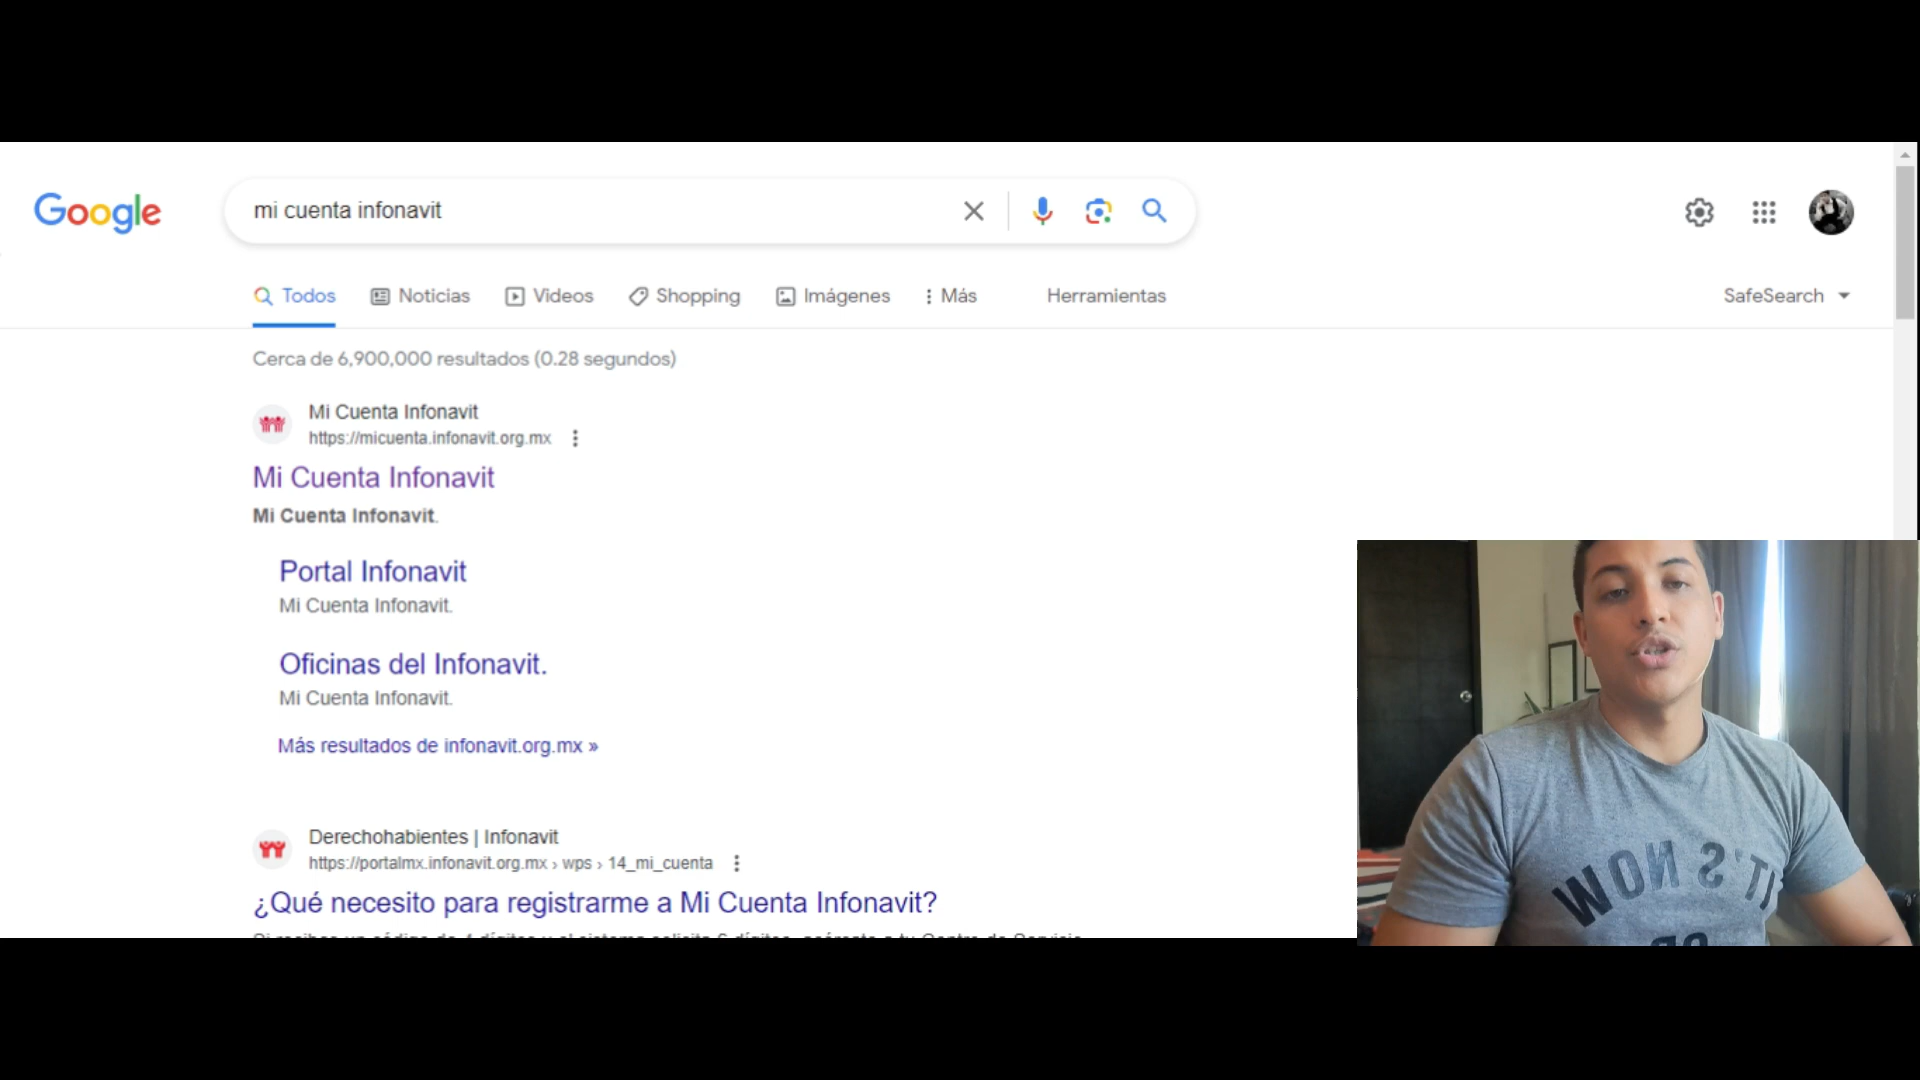 Google
mi cuenta infonavit
Todos
Noticias
Videos
Shopping
Imágenes
Más
Herramientas
SafeSearch
Cerca de 6,900,000 resultados (0.28 segundos)
Mi Cuenta Infonavit
https://micuenta.infonavit.org.mx
Mi Cuenta Infonavit
Mi Cuenta Infonavit.
Portal Infonavit
Mi Cuenta Infonavit.
Oficinas del Infonavit.
Mi Cuenta Infonavit.
Más resultados de infonavit.org.mx »
Derechohabientes | Infonavit
https://portalmx.infonavit.org.mx › wps › 14_mi_cuenta
¿Qué necesito para registrarme a Mi Cuenta Infonavit?
IT'S NOW